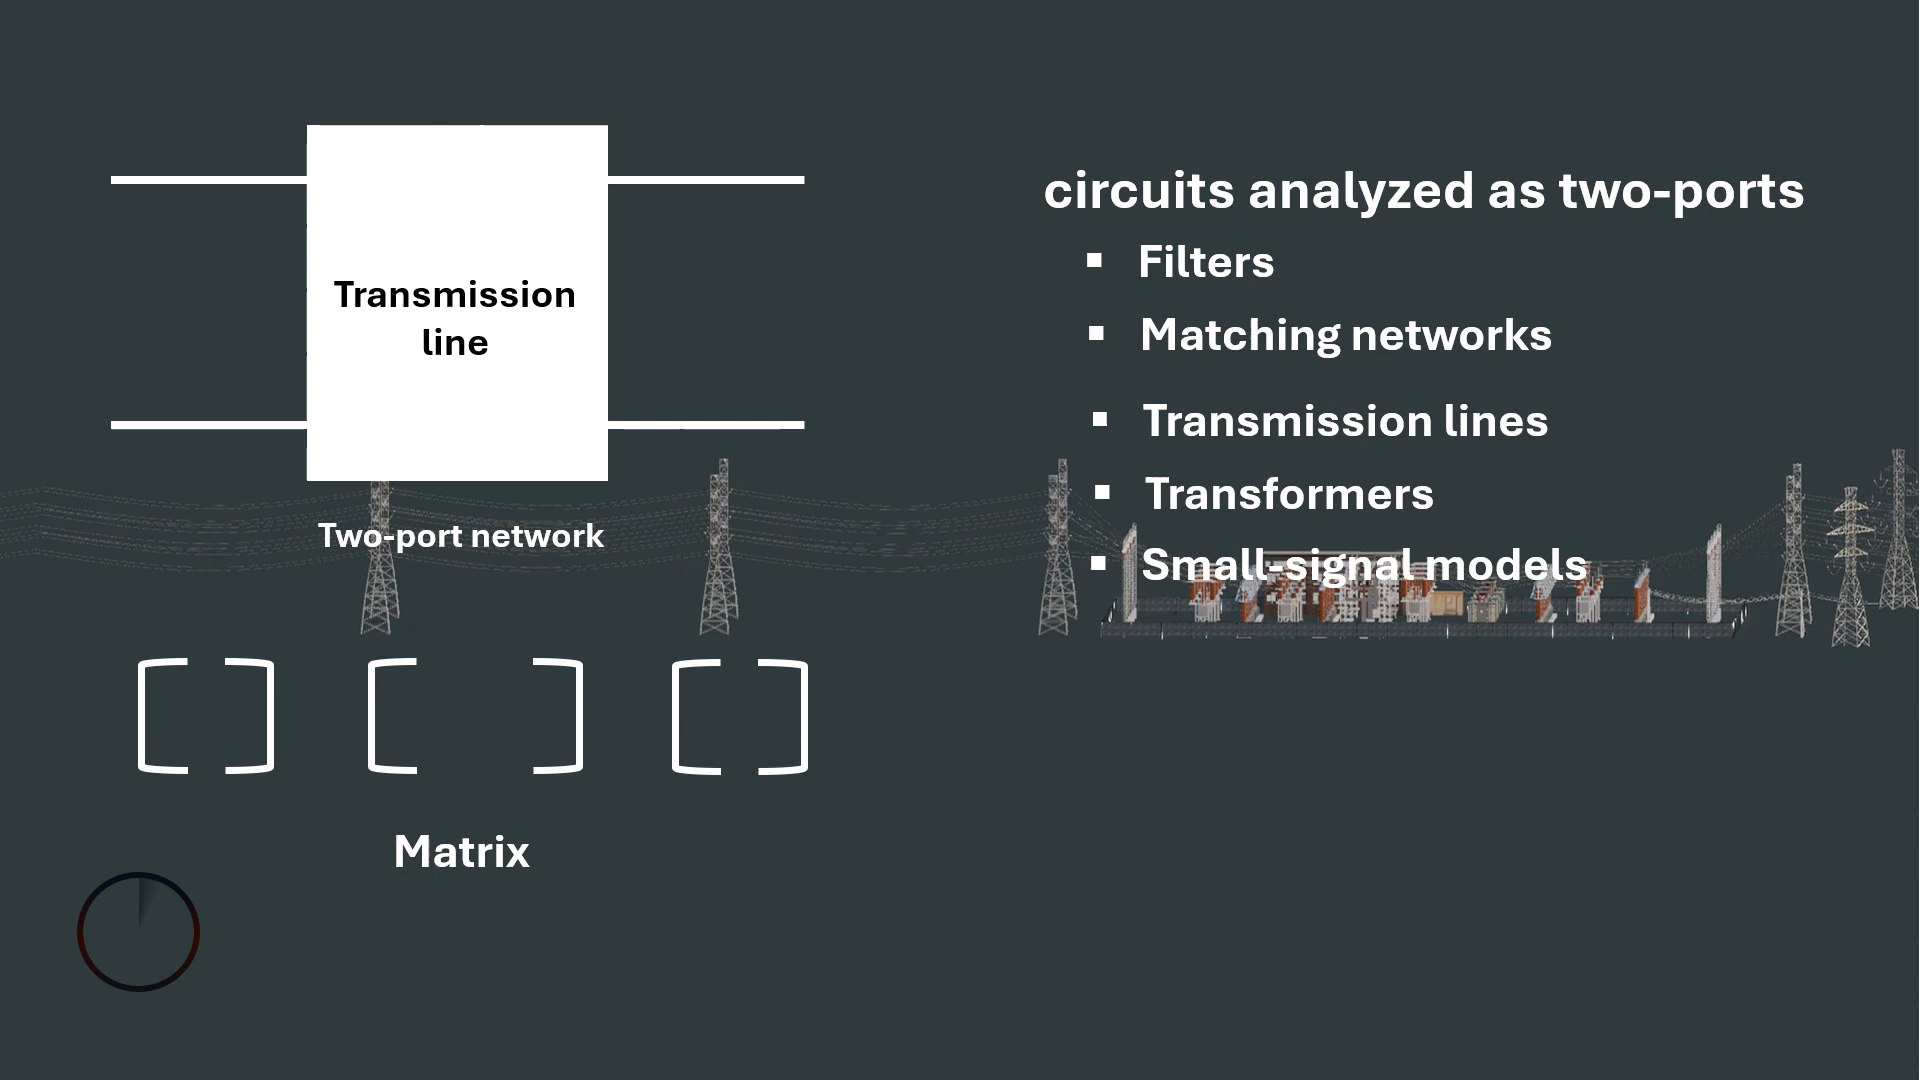 Transmission
line
Two-port network
Matrix
circuits analyzed as two-ports
▪ Filters
▪ Matching networks
▪ Transmission lines
▪ Transformers
▪ Small-signal models